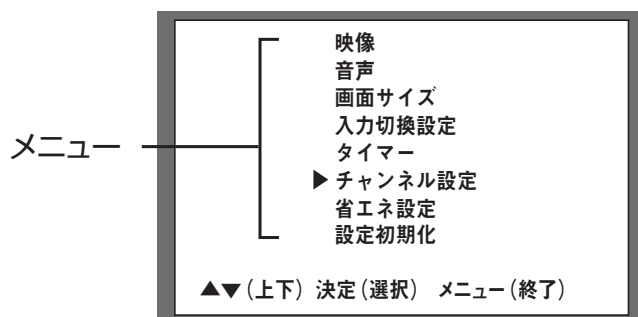 映像
音声
画面サイズ
入力切換設定
タイマー
▶チャンネル設定
省エネ設定
設定初期化
▲▼(上下) 決定(選択) メニュー(終了)
メニュー